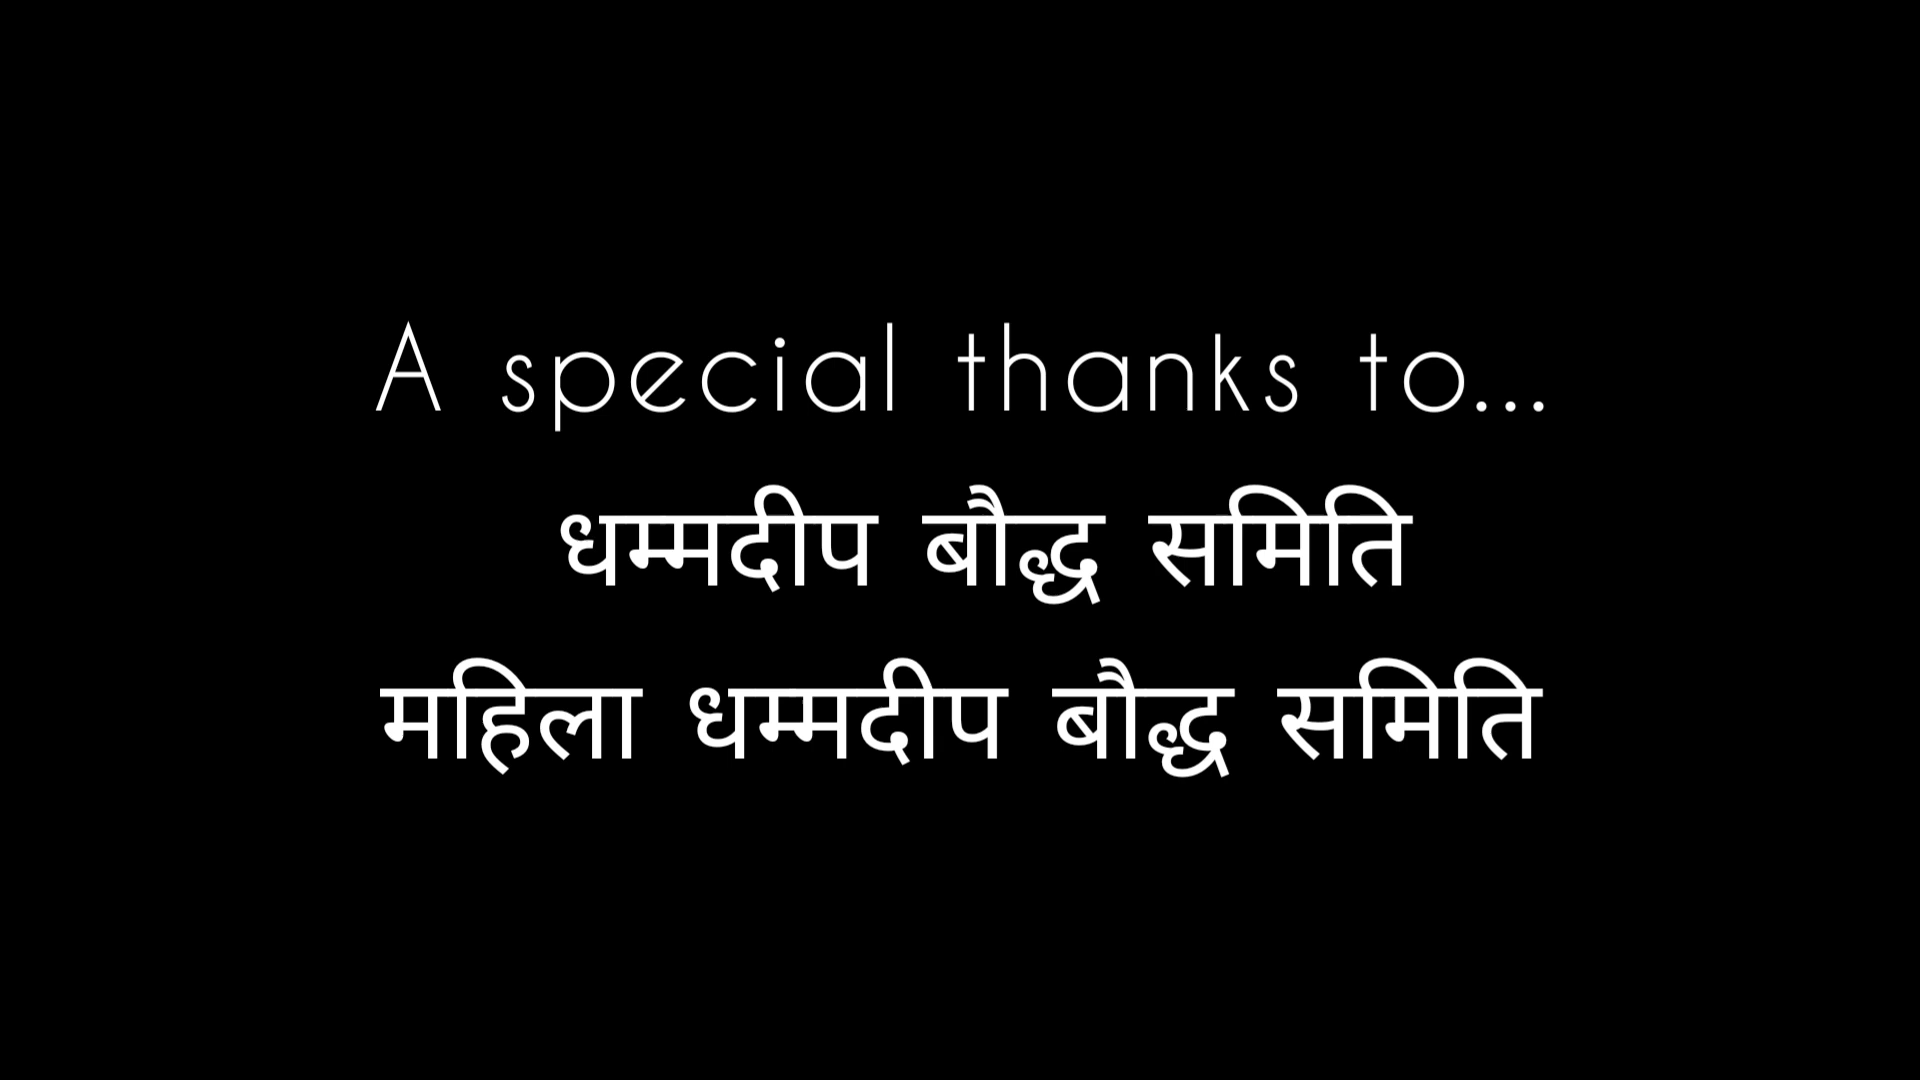 A special thanks to...
धम्मदीप बौद्ध समिति
महिला धम्मदीप बौद्ध समिति